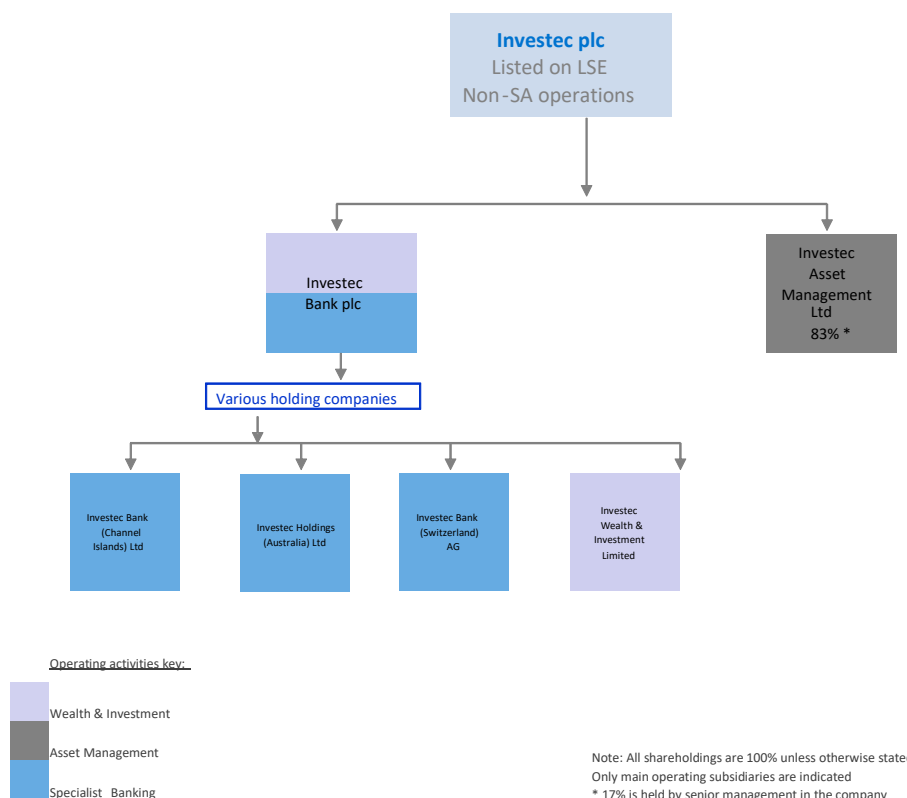 Investec plc
Listed on LSE
Non-SA operations
Investec
Bank plc
Investec
Asset
Management
Ltd
83% *
Various holding companies
Investec Bank
(Channel
Islands) Ltd
Investec Holdings
(Australia) Ltd
Investec Bank
(Switzerland)
AG
Investec
Wealth &
Investment
Limited
Operating activities key:
Wealth & Investment
Asset Management
Specialist Banking
Note: All shareholdings are 100% unless otherwise state
Only main operating subsidiaries are indicated
* 17% is held by senior management in the company